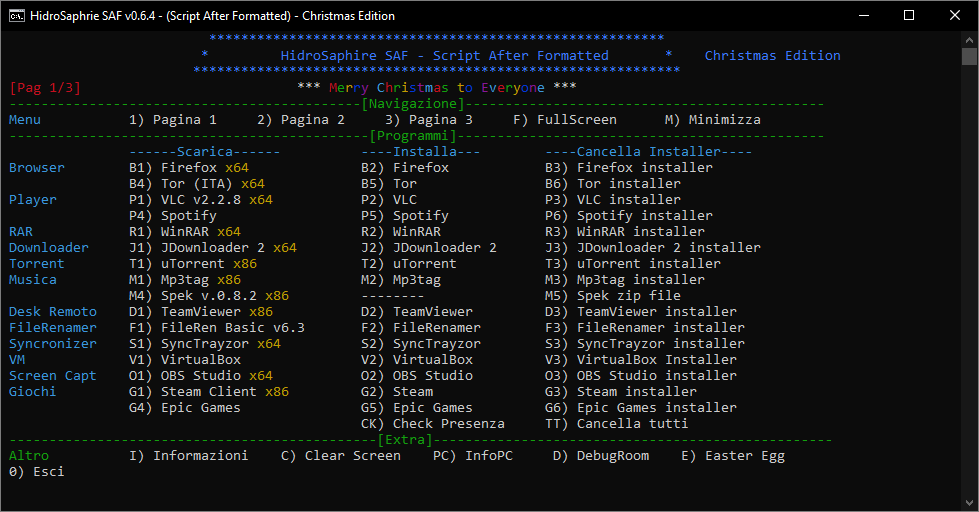 HidroSaphrie SAF v0.6.4 - (Script After Formatted) - Christmas Edition
*********************************************************
* HidroSaphire SAF - Script After Formatted * Christmas Edition
*************************************************************
[Pag 1/3] *** Merry Christmas to Everyone ***
--------------------------------------------[Navigazione]---------------------------------------------
Menu 1) Pagina 1 2) Pagina 2 3) Pagina 3 F) FullScreen M) Minimizza
---------------------------------------------[Programmi]----------------------------------------------
------Scarica------ ----Installa--- ----Cancella Installer----
Browser B1) Firefox x64 B2) Firefox B3) Firefox installer
B4) Tor (ITA) x64 B5) Tor B6) Tor installer
Player P1) VLC v2.2.8 x64 P2) VLC P3) VLC installer
P4) Spotify P5) Spotify P6) Spotify installer
RAR R1) WinRAR x64 R2) WinRAR R3) WinRAR installer
Downloader J1) JDownloader 2 x64 J2) JDownloader 2 J3) JDownloader 2 installer
Torrent T1) uTorrent x86 T2) uTorrent T3) uTorrent installer
Musica M1) Mp3tag x86 M2) Mp3tag M3) Mp3tag installer
M4) Spek v.0.8.2 x86 -------- M5) Spek zip file
Desk Remoto D1) TeamViewer x86 D2) TeamViewer D3) TeamViewer installer
FileRenamer F1) FileRen Basic v6.3 F2) FileRenamer F3) FileRenamer installer
Syncronizer S1) SyncTrayzor x64 S2) SyncTrayzor S3) SyncTrayzor installer
VM V1) VirtualBox V2) VirtualBox V3) VirtualBox Installer
Screen Capt O1) OBS Studio x64 O2) OBS Studio O3) OBS Studio installer
Giochi G1) Steam Client x86 G2) Steam G3) Steam installer
G4) Epic Games G5) Epic Games G6) Epic Games installer
CK) Check Presenza TT) Cancella tutti
----------------------------------------------[Extra]--------------------------------------------------
Altro I) Informazioni C) Clear Screen PC) InfoPC D) DebugRoom E) Easter Egg
0) Esci